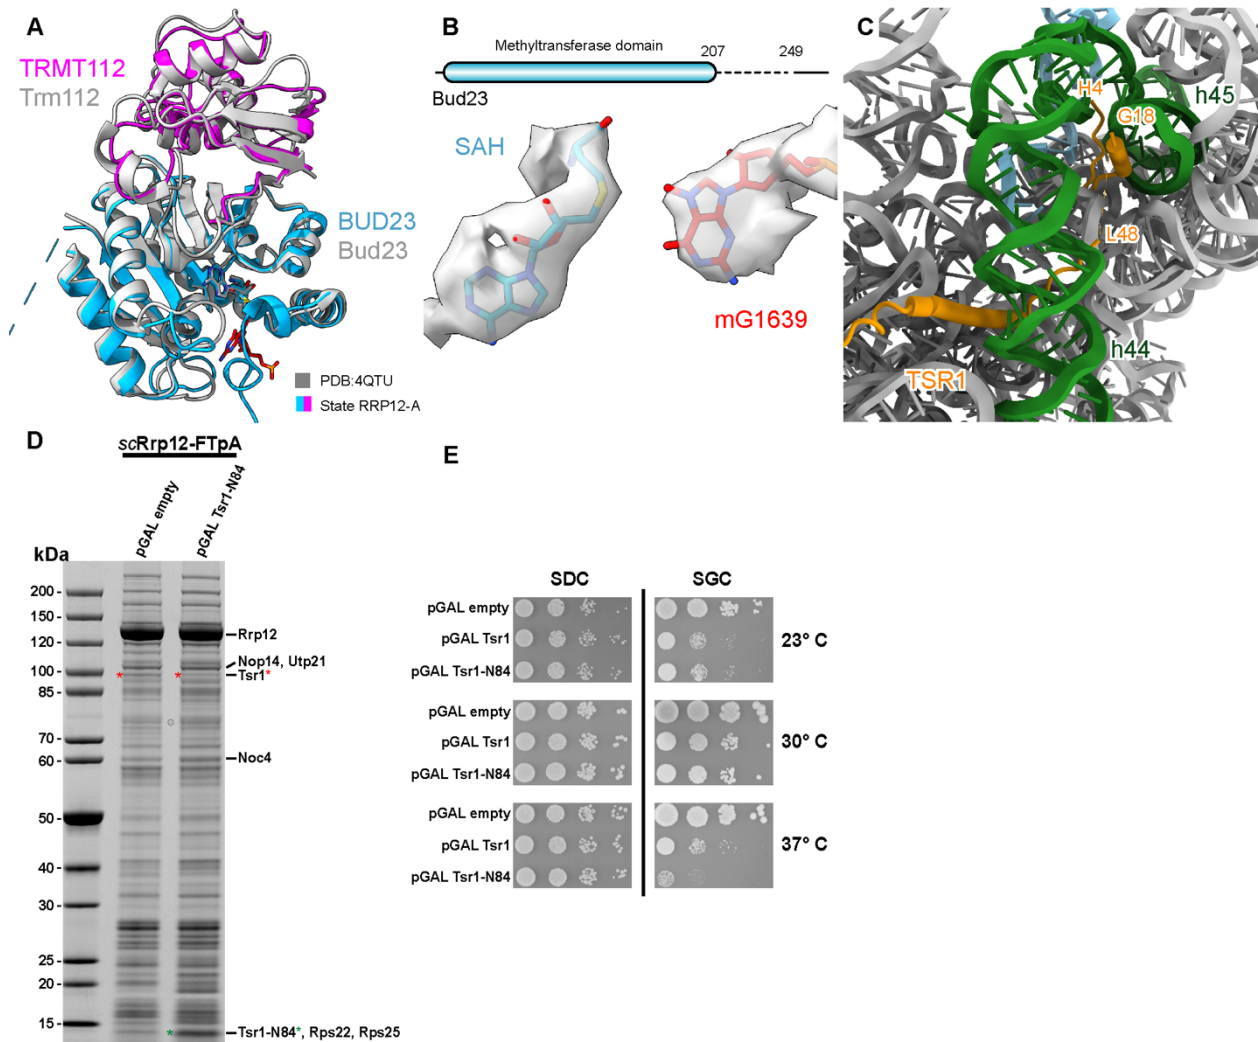 A
TRMT112
Trm112
BUD23
Bud23
PDB:4QTU
State RRP12-A
B
Methyltransferase domain
207
249
Bud23
SAH
mG1639
C
H4
G18
h45
L48
h44
TSR1
D
scRrp12-FTpA
pGAL empty
pGAL Tsr1-N84
kDa
200
150
120
100
85
70
60
50
40
30
25
20
15
Rrp12
Nop14, Utp21
Tsr1*
Noc4
Tsr1-N84*, Rps22, Rps25
E
SDC
SGC
pGAL empty
pGAL Tsr1
pGAL Tsr1-N84
23° C
pGAL empty
pGAL Tsr1
pGAL Tsr1-N84
30° C
pGAL empty
pGAL Tsr1
pGAL Tsr1-N84
37° C